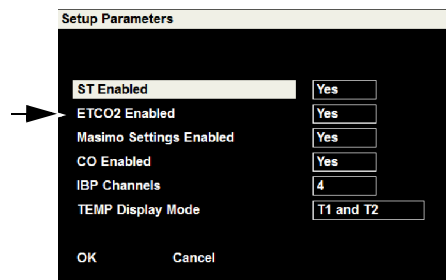 Setup Parameters
ST Enabled Yes
ETCO2 Enabled Yes
Masimo Settings Enabled Yes
CO Enabled Yes
IBP Channels 4
TEMP Display Mode T1 and T2
OK Cancel